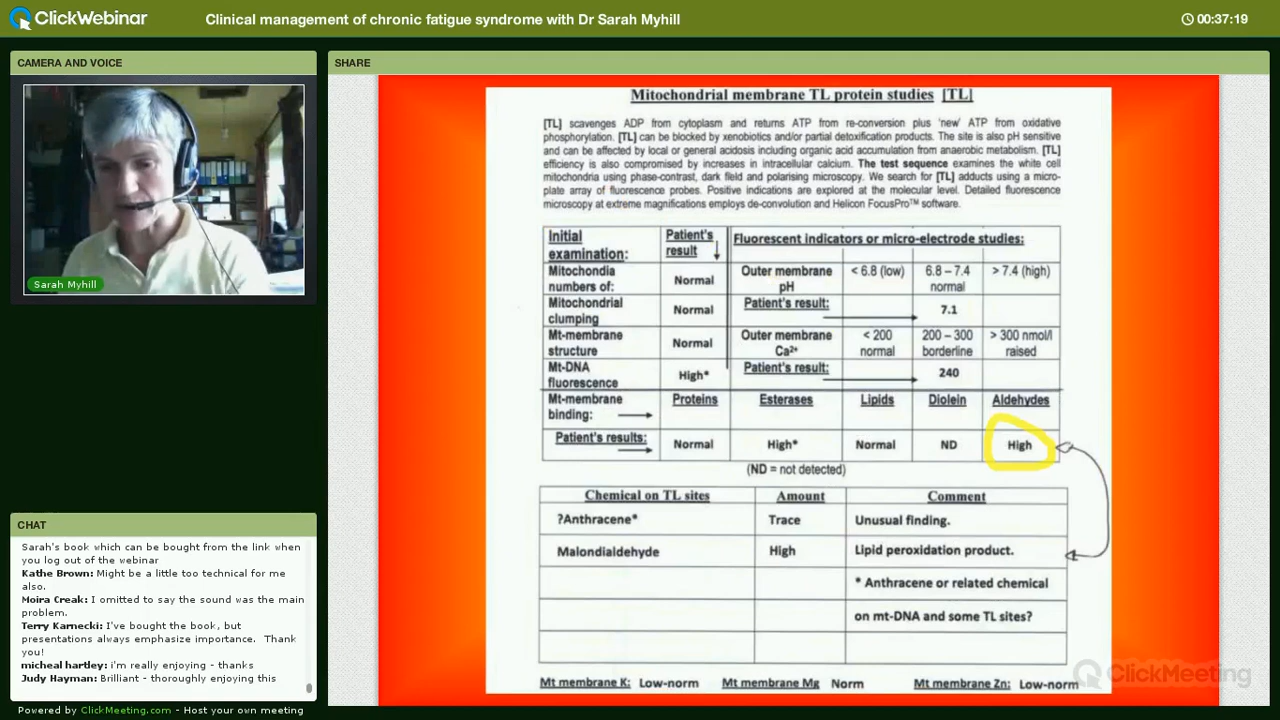 ClickWebinar
Clinical management of chronic fatigue syndrome with Dr Sarah Myhill
00:37:19
CAMERA AND VOICE
Sarah Myhill
SHARE
Mitochondrial membrane TL protein studies [TL]
[TL] scavenges ADP from cytoplasm and returns ATP from re-conversion plus 'new' ATP from oxidative
phosphorylation. [TL] can be blocked by xenobiotics and/or partial detoxification products. The site is also pH sensitive
and can be affected by local or general acidosis including organic acid accumulation from anaerobic metabolism. [TL]
efficiency is also compromised by increases in intracellular calcium. The test sequence examines the white cell
mitochondria using phase-contrast, dark field and polarising microscopy. We search for [TL] adducts using a micro-
plate array of fluorescence probes. Positive indications are explored at the molecular level. Detailed fluorescence
microscopy at extreme magnifications employs de-convolution and Helicon FocusPro™ software.
Initial examination: Patient's result Fluorescent indicators or micro-electrode studies:
Mitochondia numbers of: Normal Outer membrane pH < 6.8 (low) 6.8 – 7.4 normal > 7.4 (high)
Mitochondrial clumping Normal Patient's result: 7.1
Mt-membrane structure Normal Outer membrane Ca²⁺ < 200 normal 200 – 300 borderline > 300 nmol/l raised
Mt-DNA fluorescence High* Patient's result: 240
Mt-membrane binding: Proteins Esterases Lipids Diolein Aldehydes
Patient's results: Normal High* Normal ND High
(ND = not detected)
Chemical on TL sites Amount Comment
?Anthracene* Trace Unusual finding.
Malondialdehyde High Lipid peroxidation product.
* Anthracene or related chemical
on mt-DNA and some TL sites?
Mt membrane K: Low-norm Mt membrane Mg Norm Mt membrane Zn: Low-norm
ClickMeeting
CHAT
Sarah's book which can be bought from the link when
you log out of the webinar
Kathe Brown: Might be a little too technical for me
also.
Moira Creak: I omitted to say the sound was the main
problem.
Terry Karnecki: I've bought the book, but
presentations always emphasize importance. Thank
you!
micheal hartley: i'm really enjoying - thanks
Judy Hayman: Brilliant - thoroughly enjoying this
Powered by ClickMeeting.com - Host your own meeting